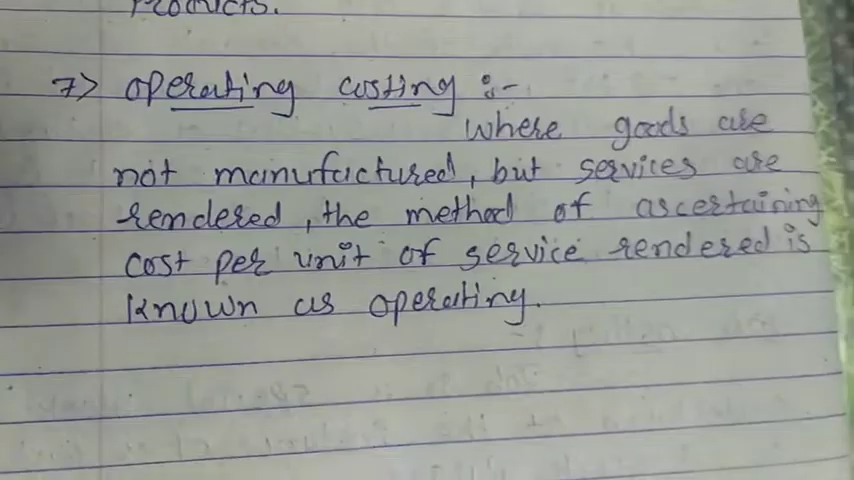 Products.
7> operating costing :-
where goods are
not manufactured, but services are
rendered, the method of ascertaining
cost per unit of service rendered is
known as operating.